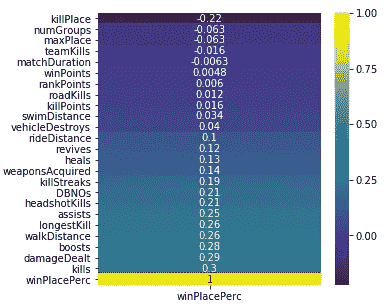 killPlace -0.22
numGroups -0.063
maxPlace -0.063
teamKills -0.016
matchDuration -0.0063
winPoints 0.0048
rankPoints 0.006
roadKills 0.012
killPoints 0.016
swimDistance 0.034
vehicleDestroys 0.04
rideDistance 0.1
revives 0.12
heals 0.13
weaponsAcquired 0.14
killStreaks 0.19
DBNOs 0.21
headshotKills 0.21
assists 0.25
longestKill 0.26
walkDistance 0.26
boosts 0.28
damageDealt 0.29
kills 0.3
winPlacePerc 1
winPlacePerc
1.00
0.75
0.50
0.25
0.00